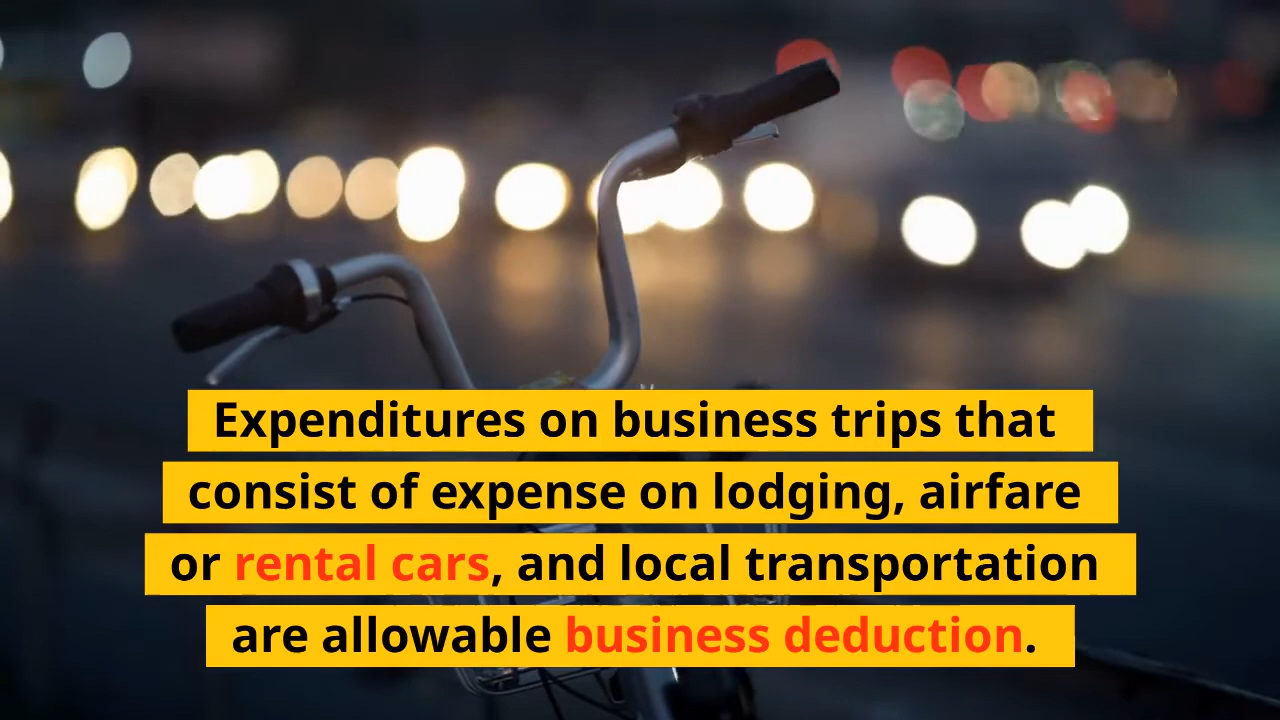 Expenditures on business trips that
consist of expense on lodging, airfare
or rental cars, and local transportation
are allowable business deduction.